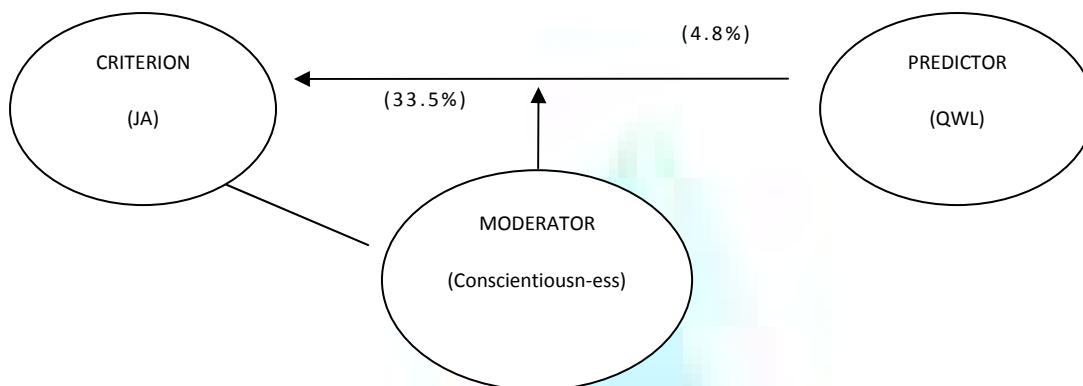 (4.8%)
CRITERION
(JA)
(33.5%)
PREDICTOR
(QWL)
MODERATOR
(Conscientiousn-ess)